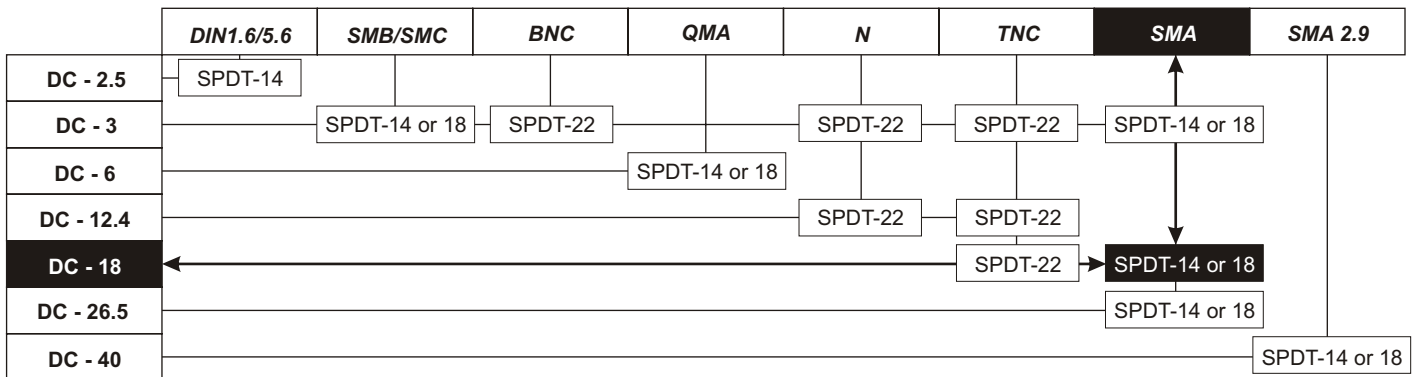 DIN1.6/5.6 SMB/SMC BNC QMA N TNC SMA SMA 2.9
DC - 2.5 SPDT-14
DC - 3 SPDT-14 or 18 SPDT-22 SPDT-22 SPDT-22 SPDT-14 or 18
DC - 6 SPDT-14 or 18
DC - 12.4 SPDT-22 SPDT-22
DC - 18 SPDT-22 SPDT-14 or 18
DC - 26.5 SPDT-14 or 18
DC - 40 SPDT-14 or 18